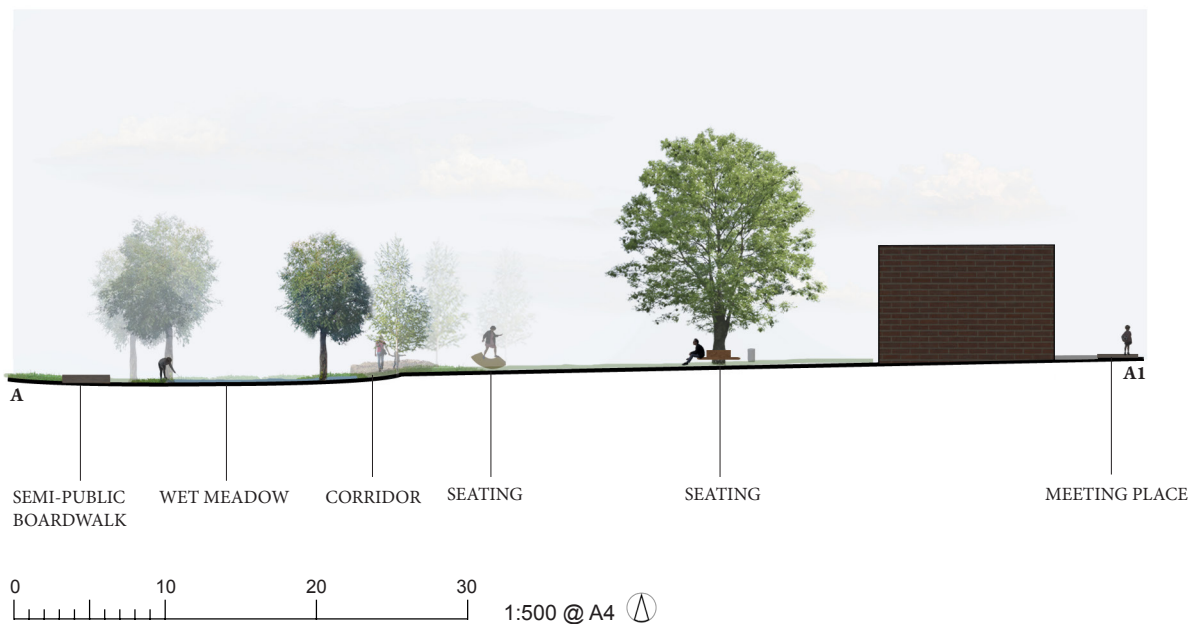 A
A1
SEMI-PUBLIC
BOARDWALK
WET MEADOW
CORRIDOR
SEATING
SEATING
MEETING PLACE
0 10 20 30
1:500 @ A4